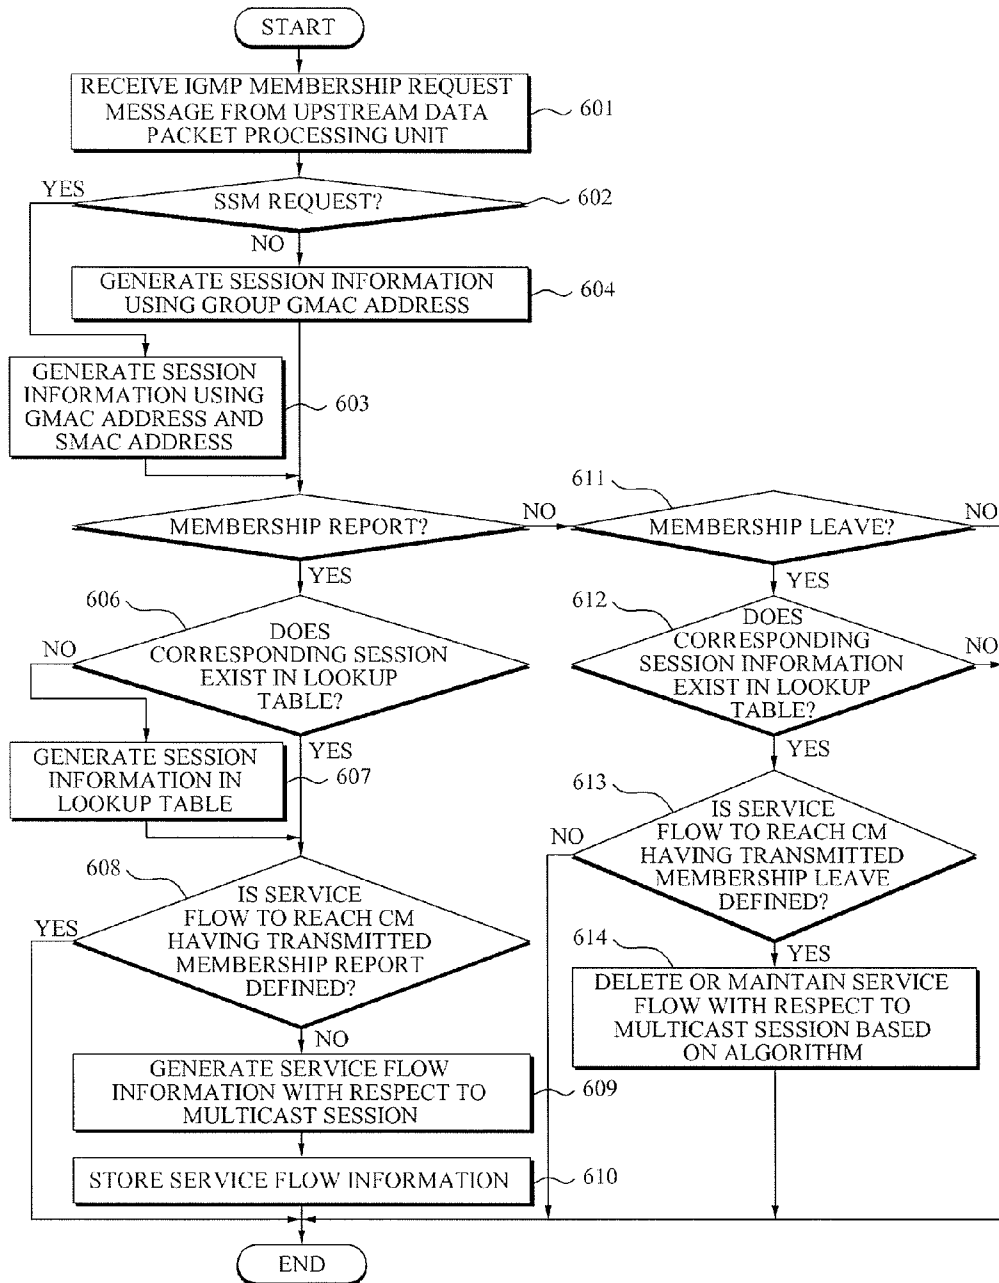 START
RECEIVE IGMP MEMBERSHIP REQUEST
MESSAGE FROM UPSTREAM DATA
PACKET PROCESSING UNIT
601
YES
SSM REQUEST?
602
NO
GENERATE SESSION INFORMATION
USING GROUP GMAC ADDRESS
604
GENERATE SESSION
INFORMATION USING
GMAC ADDRESS AND
SMAC ADDRESS
603
MEMBERSHIP REPORT?
NO
YES
611
MEMBERSHIP LEAVE?
NO
YES
606
NO
DOES
CORRESPONDING SESSION
EXIST IN LOOKUP
TABLE?
YES
612
DOES
CORRESPONDING
SESSION INFORMATION
EXIST IN LOOKUP
TABLE?
NO
YES
GENERATE SESSION
INFORMATION IN
LOOKUP TABLE
607
613
NO
IS SERVICE
FLOW TO REACH CM
HAVING TRANSMITTED
MEMBERSHIP LEAVE
DEFINED?
YES
608
YES
IS SERVICE
FLOW TO REACH CM
HAVING TRANSMITTED
MEMBERSHIP REPORT
DEFINED?
NO
614
DELETE OR MAINTAIN SERVICE
FLOW WITH RESPECT TO
MULTICAST SESSION BASED
ON ALGORITHM
GENERATE SERVICE FLOW
INFORMATION WITH RESPECT TO
MULTICAST SESSION
609
STORE SERVICE FLOW INFORMATION
610
END